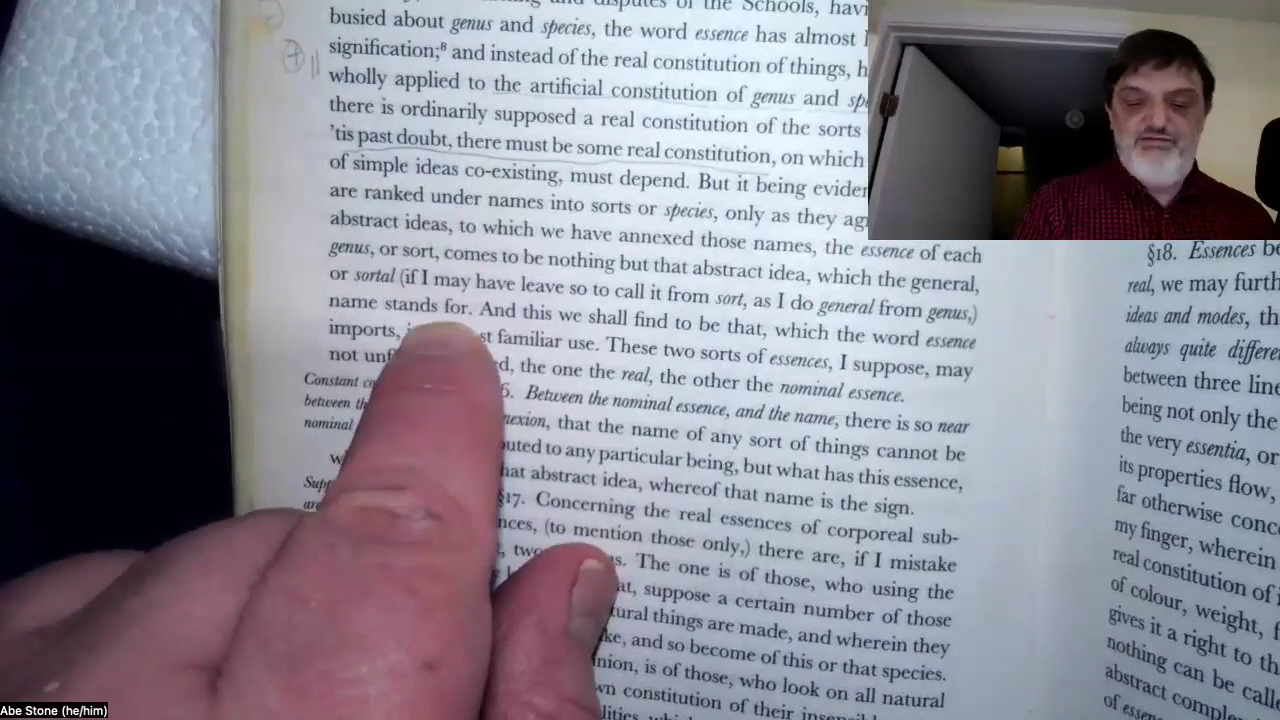 disputes of the Schools,
busied about genus and species, the word essence has almost
signification;⁸ and instead of the real constitution of things,
wholly applied to the artificial constitution of genus and
there is ordinarily supposed a real constitution of the sorts
'tis past doubt, there must be some real constitution, on which
of simple ideas co-existing, must depend. But it being
are ranked under names into sorts or species, only as they
abstract ideas, to which we have annexed those names, the essence of each
genus, or sort, comes to be nothing but that abstract idea, which the general,
or sortal (if I may have leave so to call it from sort, as I do general from genus,)
name stands for. And this we shall find to be that, which the word essence
imports, familiar use. These two sorts of essences, I suppose, may
not the one the real, the other the nominal essence.
Constant
between
nominal
Between the nominal essence, and the name, there is so near
that the name of any sort of things cannot be
to any particular being, but what has this essence,
abstract idea, whereof that name is the sign.
§17. Concerning the real essences of corporeal sub-
(to mention those only,) there are, if I mistake
The one is of those, who using the
suppose a certain number of those
things are made, and wherein they
and so become of this or that species.
is of those, who look on all natural
constitution of their
§18. Essences
real, we may
ideas and modes,
always quite
between three
being not only the
the very essentia, or
its properties flow,
far otherwise
my finger, wherein
real constitution of
of colour, weight,
gives it a right to
nothing can be
abstract
of
Abe Stone (he/him)